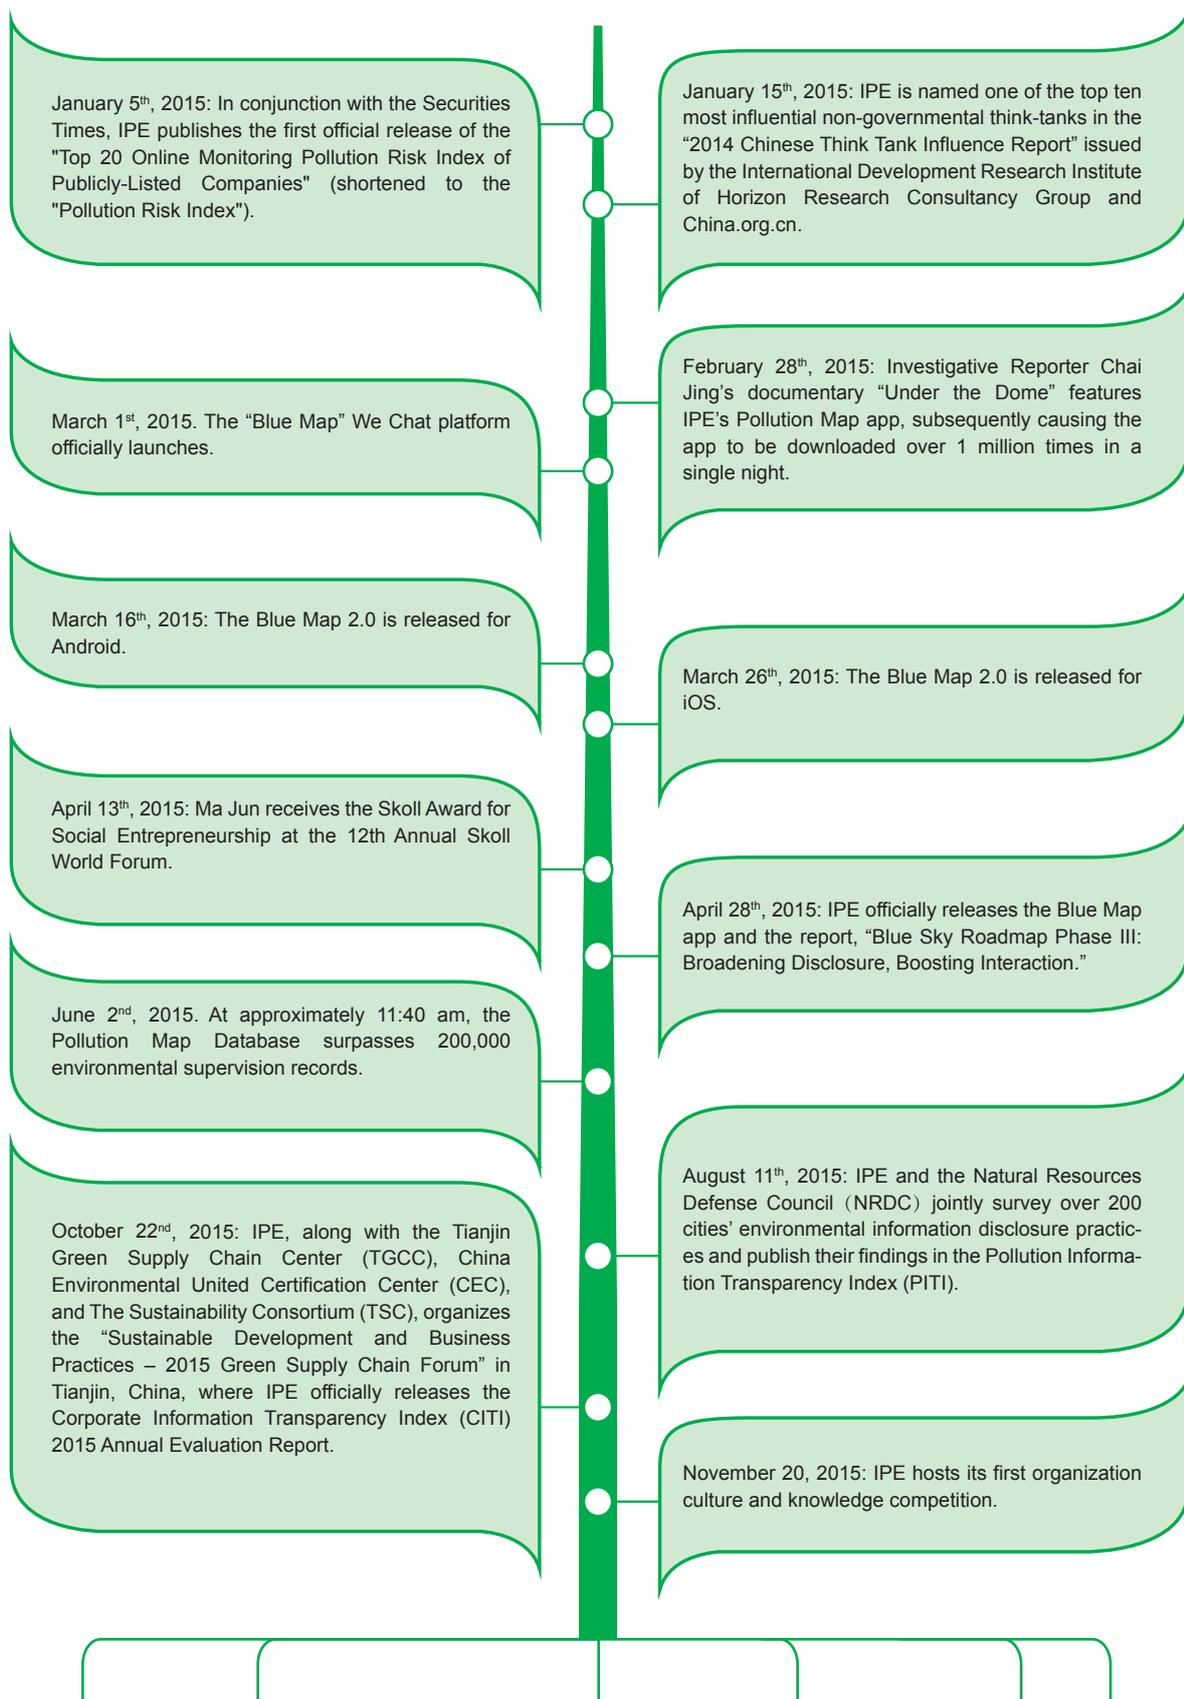 January 5th, 2015: In conjunction with the Securities
Times, IPE publishes the first official release of the
"Top 20 Online Monitoring Pollution Risk Index of
Publicly-Listed Companies" (shortened to the
"Pollution Risk Index").
January 15th, 2015: IPE is named one of the top ten
most influential non-governmental think-tanks in the
“2014 Chinese Think Tank Influence Report” issued
by the International Development Research Institute
of Horizon Research Consultancy Group and
China.org.cn.
February 28th, 2015: Investigative Reporter Chai
Jing’s documentary “Under the Dome” features
IPE’s Pollution Map app, subsequently causing the
app to be downloaded over 1 million times in a
single night.
March 1st, 2015. The “Blue Map” We Chat platform
officially launches.
March 16th, 2015: The Blue Map 2.0 is released for
Android.
March 26th, 2015: The Blue Map 2.0 is released for
iOS.
April 13th, 2015: Ma Jun receives the Skoll Award for
Social Entrepreneurship at the 12th Annual Skoll
World Forum.
April 28th, 2015: IPE officially releases the Blue Map
app and the report, “Blue Sky Roadmap Phase III:
Broadening Disclosure, Boosting Interaction.”
June 2nd, 2015. At approximately 11:40 am, the
Pollution Map Database surpasses 200,000
environmental supervision records.
August 11th, 2015: IPE and the Natural Resources
Defense Council（NRDC）jointly survey over 200
cities’ environmental information disclosure practic-
es and publish their findings in the Pollution Informa-
tion Transparency Index (PITI).
October 22nd, 2015: IPE, along with the Tianjin
Green Supply Chain Center (TGCC), China
Environmental United Certification Center (CEC),
and The Sustainability Consortium (TSC), organizes
the “Sustainable Development and Business
Practices – 2015 Green Supply Chain Forum” in
Tianjin, China, where IPE officially releases the
Corporate Information Transparency Index (CITI)
2015 Annual Evaluation Report.
November 20, 2015: IPE hosts its first organization
culture and knowledge competition.